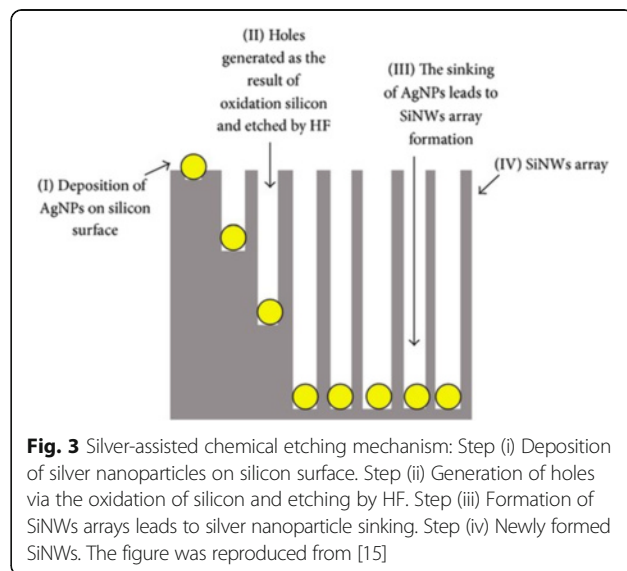 (II) Holes
generated as the
result of
oxidation silicon
and etched by HF
(III) The sinking
of AgNPs leads to
SiNWs array
formation
(I) Deposition of
AgNPs on silicon
surface
(IV) SiNWs array
Fig. 3 Silver-assisted chemical etching mechanism: Step (i) Deposition
of silver nanoparticles on silicon surface. Step (ii) Generation of holes
via the oxidation of silicon and etching by HF. Step (iii) Formation of
SiNWs arrays leads to silver nanoparticle sinking. Step (iv) Newly formed
SiNWs. The figure was reproduced from [15]